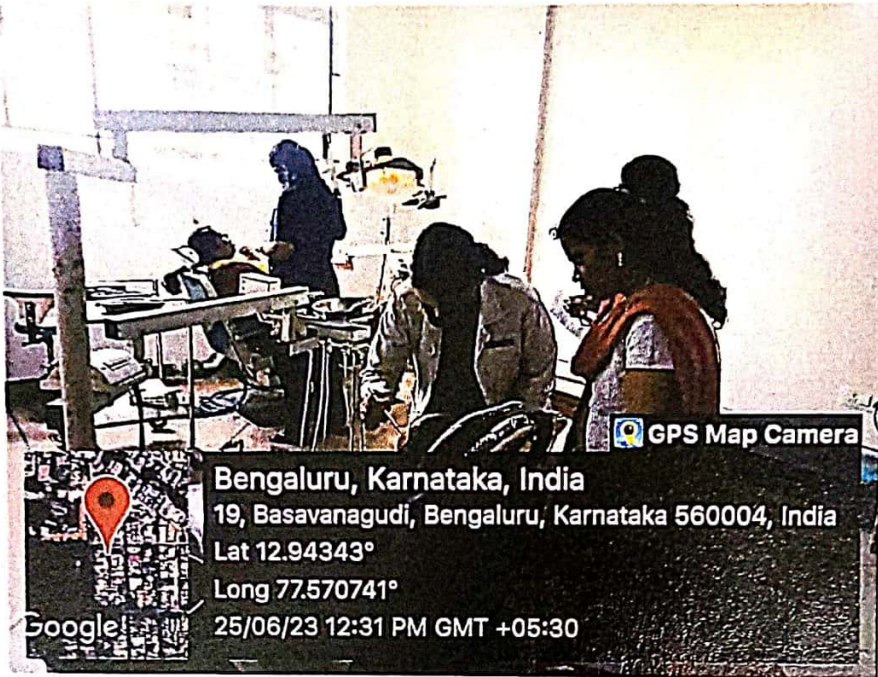 GPS Map Camera
Bengaluru, Karnataka, India
19, Basavanagudi, Bengaluru, Karnataka 560004, India
Lat 12.94343°
Long 77.570741°
25/06/23 12:31 PM GMT +05:30
Google